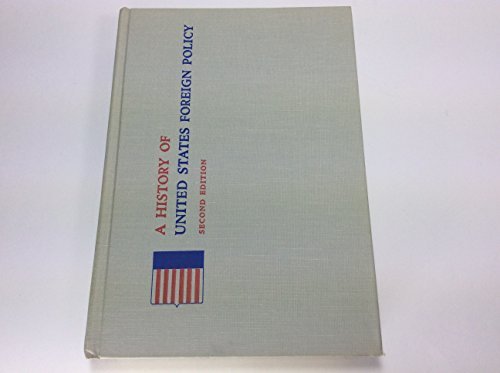 A HISTORY OF
UNITED STATES FOREIGN POLICY
SECOND EDITION